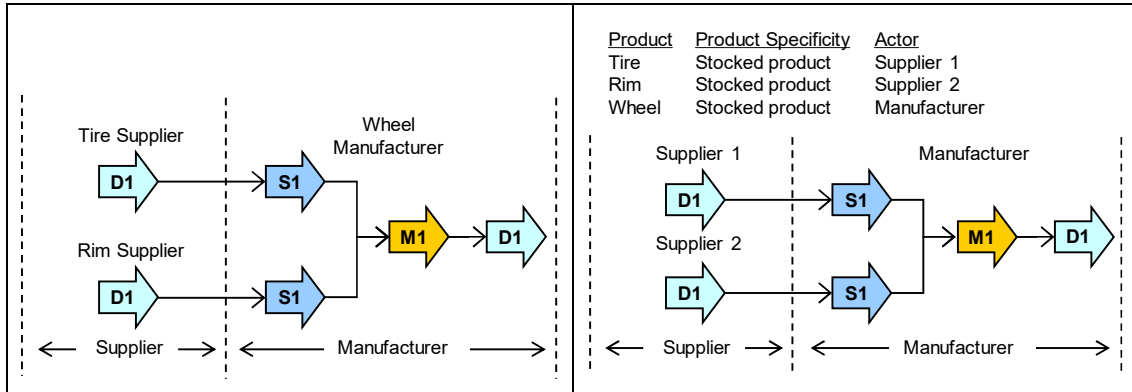 Tire Supplier
Wheel
Manufacturer
D1
S1
M1
D1
Rim Supplier
D1
S1
Supplier
Manufacturer
Product Product Specificity Actor
Tire Stocked product Supplier 1
Rim Stocked product Supplier 2
Wheel Stocked product Manufacturer
Supplier 1
Manufacturer
D1
S1
M1
D1
Supplier 2
D1
S1
Supplier
Manufacturer